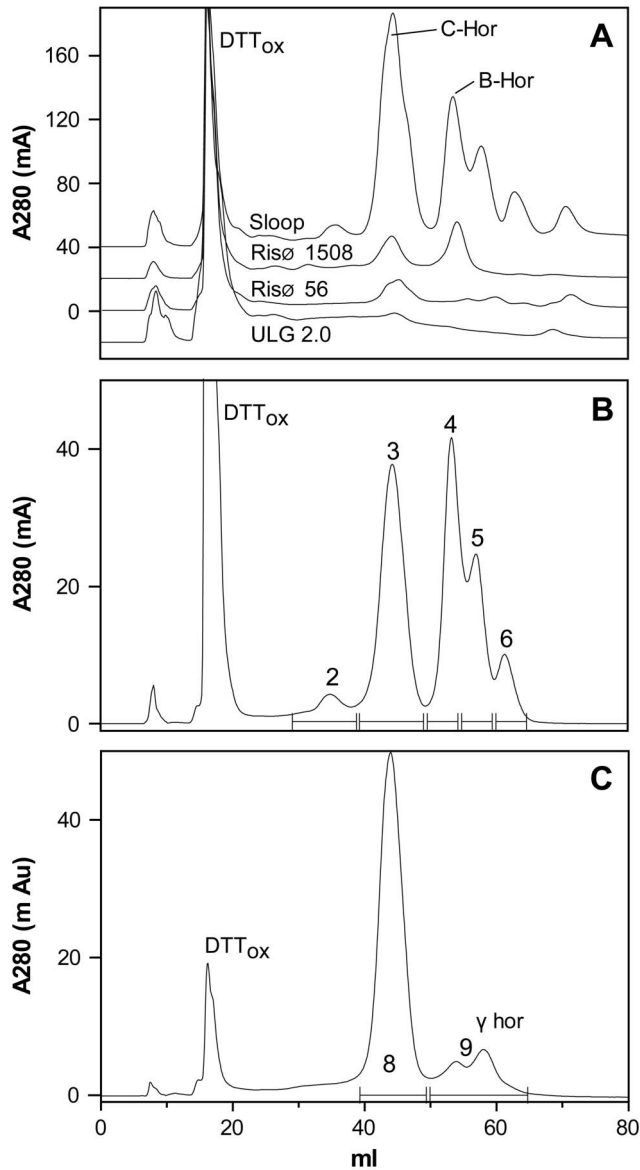 A
DTTox
C-Hor
B-Hor
160
120
80
40
0
A280 (mA)
Sloop
Risø 1508
Risø 56
ULG 2.0
B
DTTox
40
20
0
A280 (mA)
2
3
4
5
6
C
DTTox
40
20
0
A280 (m Au)
8
9
γ hor
0 20 40 60 80
ml